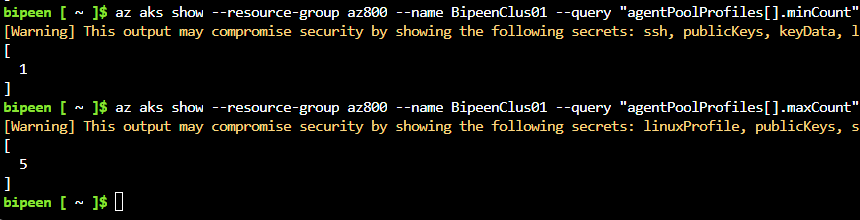 bipeen [ ~ ]$ az aks show --resource-group az800 --name BipeenClus01 --query "agentPoolProfiles[].minCount"
[Warning] This output may compromise security by showing the following secrets: ssh, publicKeys, keyData, l
[
  1
]
bipeen [ ~ ]$ az aks show --resource-group az800 --name BipeenClus01 --query "agentPoolProfiles[].maxCount"
[Warning] This output may compromise security by showing the following secrets: linuxProfile, publicKeys, s
[
  5
]
bipeen [ ~ ]$